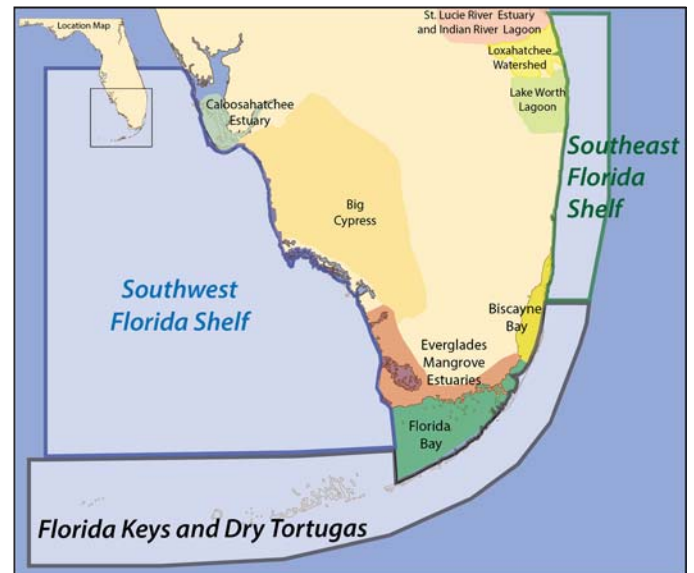 Location Map
St. Lucie River Estuary
and Indian River Lagoon
Loxahatchee
Watershed
Lake Worth
Lagoon
Caloosahatchee
Estuary
Southeast
Florida
Shelf
Big
Cypress
Southwest
Florida Shelf
Biscayne
Bay
Everglades
Mangrove
Estuaries
Florida
Bay
Florida Keys and Dry Tortugas